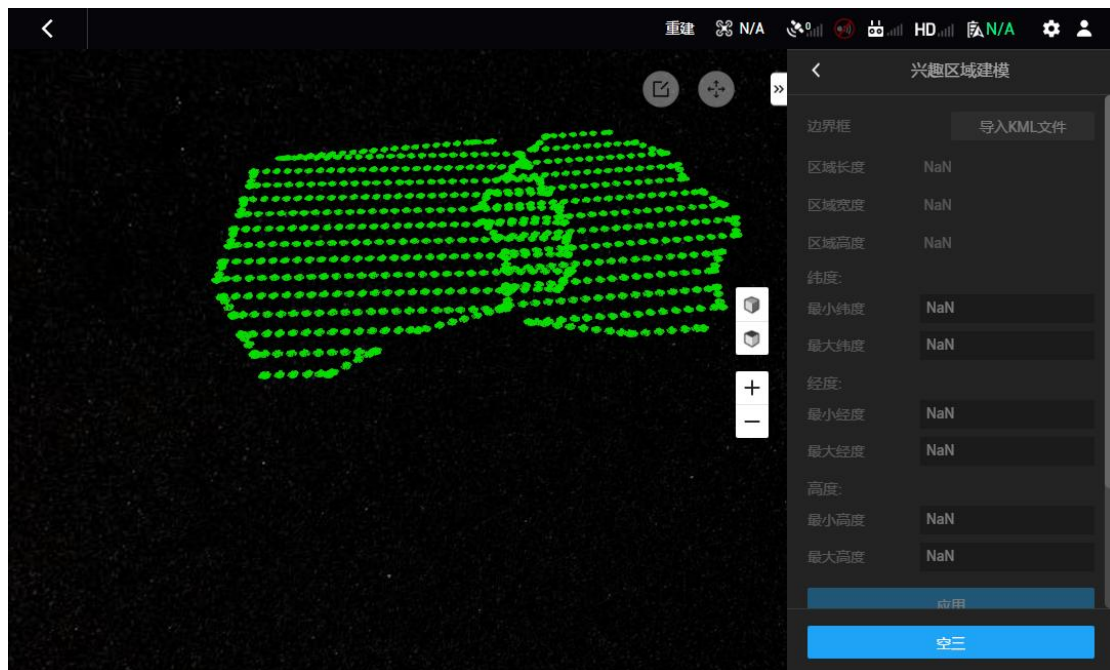 重建 N/A HD N/A
兴趣区域建模
边界框 导入KML文件
区域长度 NaN
区域宽度 NaN
区域高度 NaN
纬度:
最小纬度 NaN
最大纬度 NaN
经度:
最小经度 NaN
最大经度 NaN
高度:
最小高度 NaN
最大高度 NaN
应用
空三